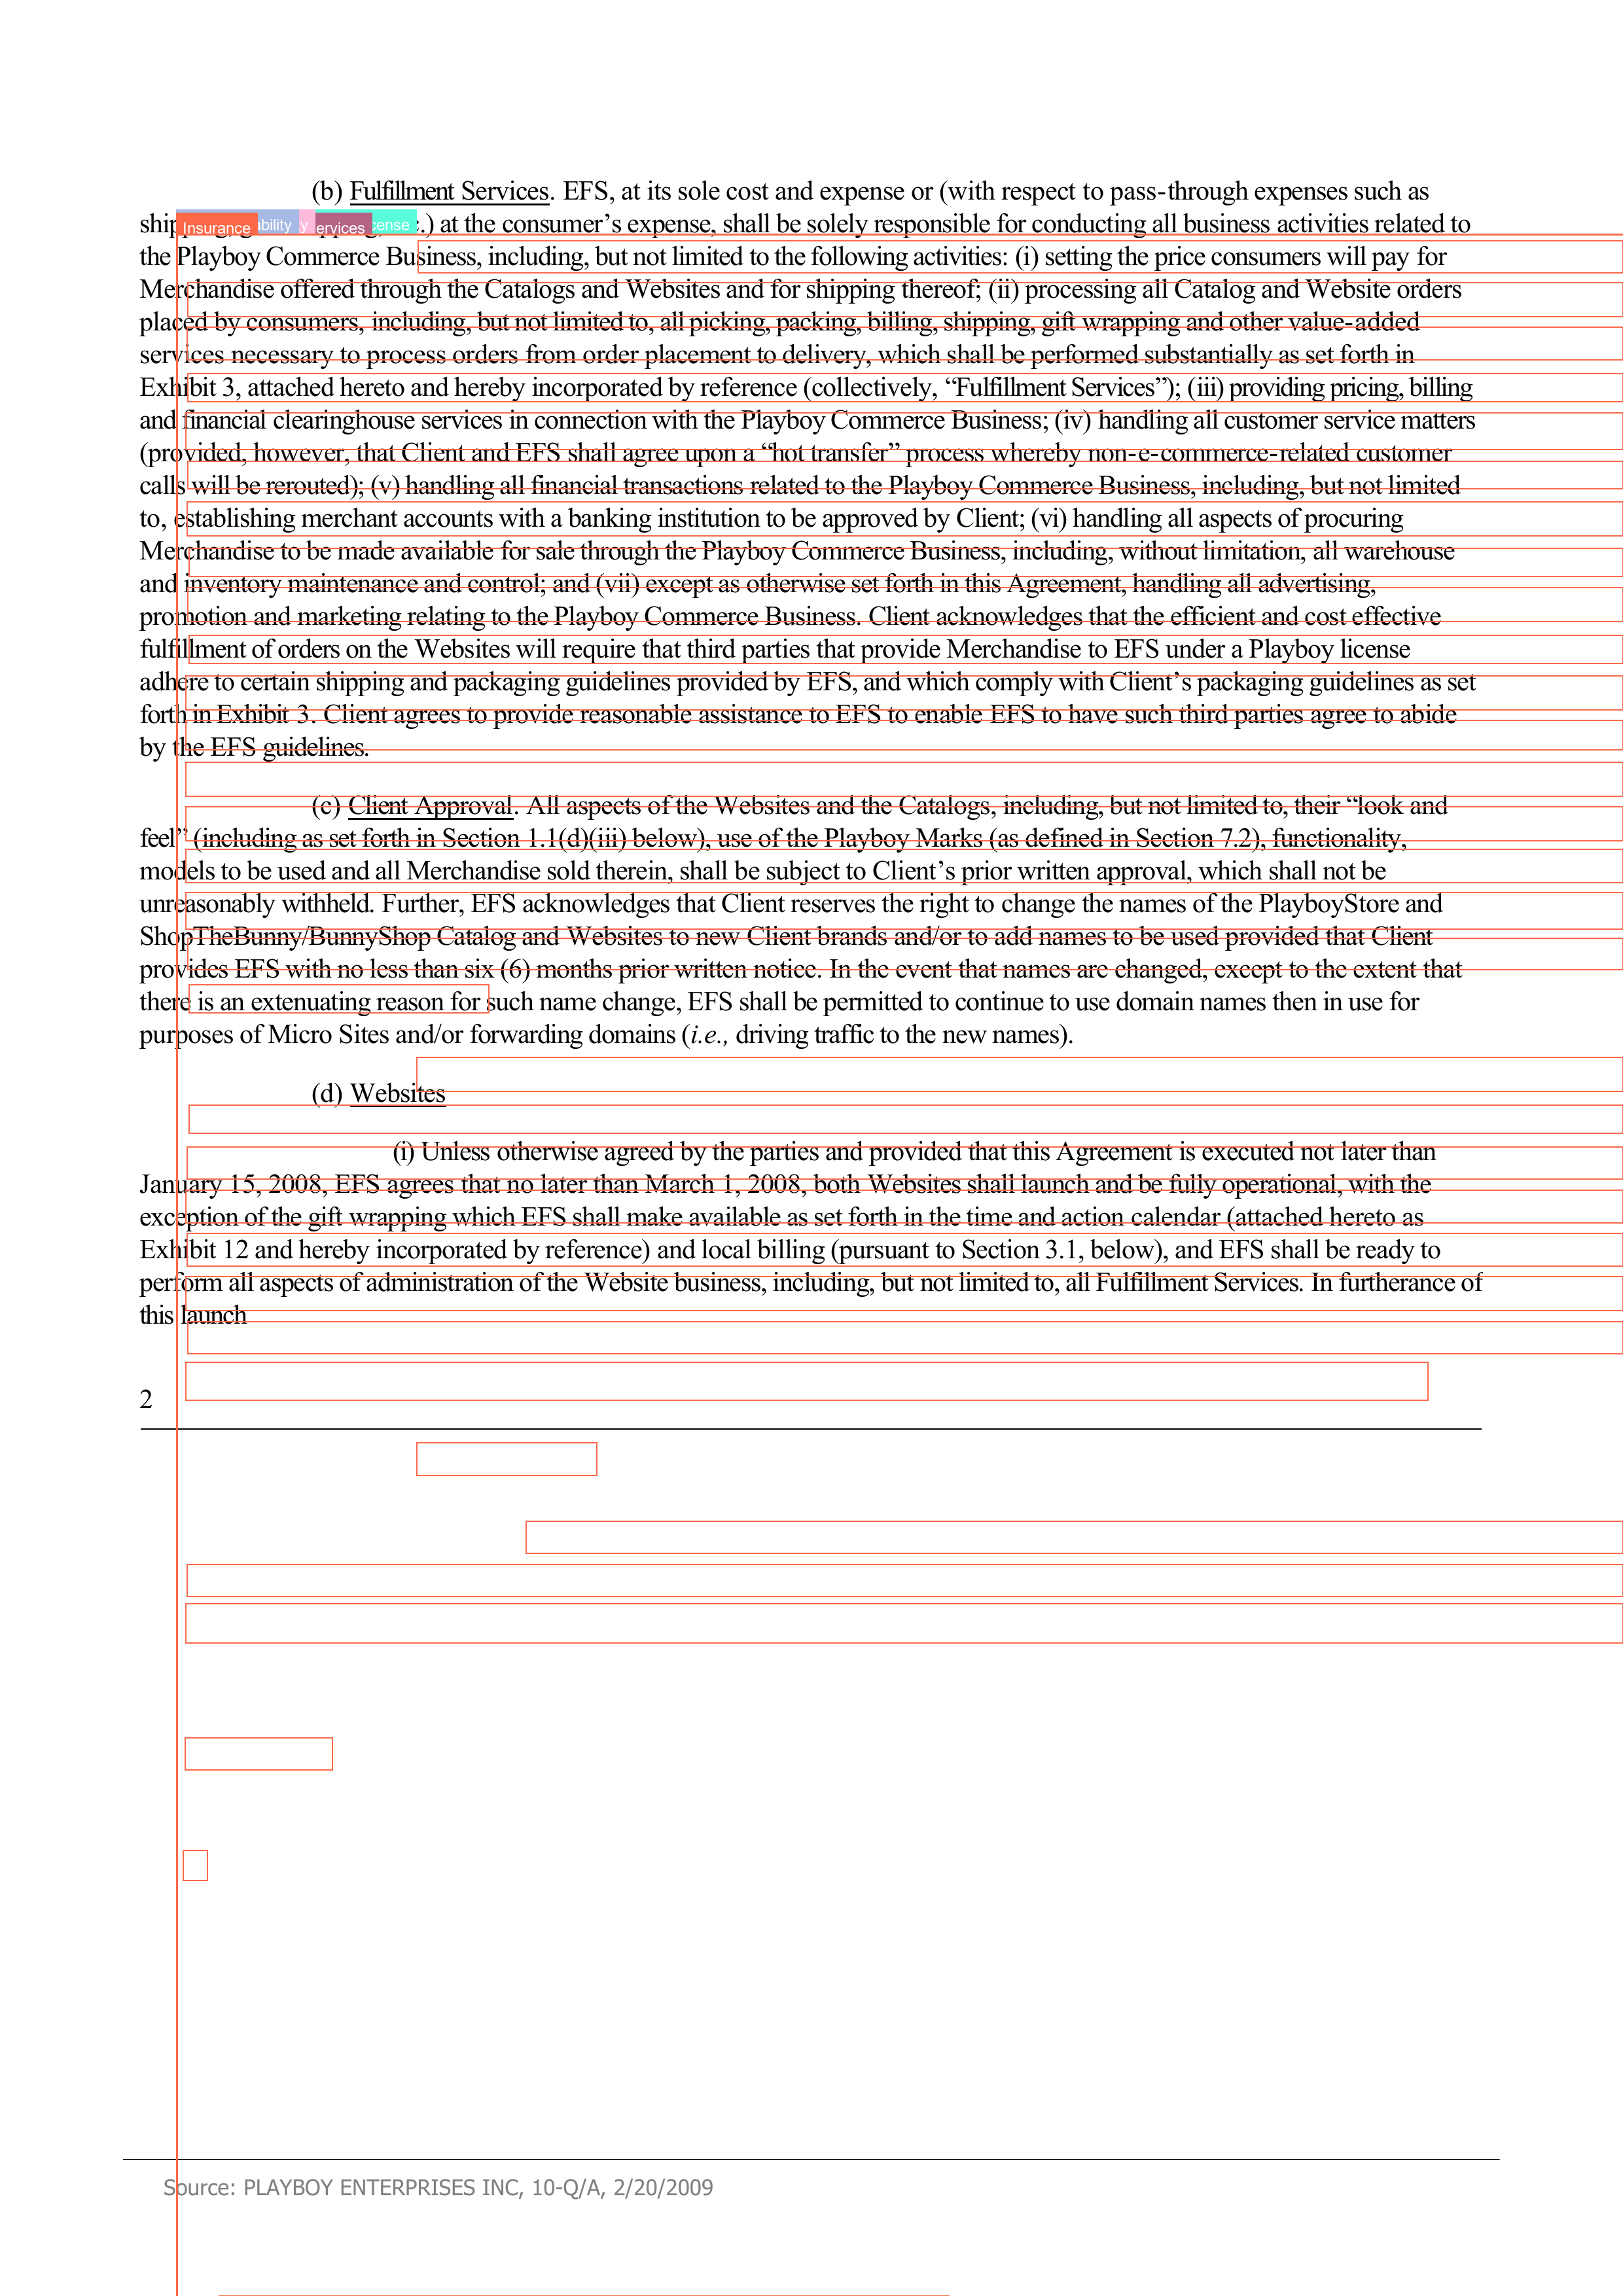 (b) Fulfillment Services. EFS, at its sole cost and expense or (with respect to pass-through expenses such as
Insurance bility y ervices cense
.) at the consumer’s expense, shall be solely responsible for conducting all business activities related to
the Playboy Commerce Business, including, but not limited to the following activities: (i) setting the price consumers will pay for
Merchandise offered through the Catalogs and Websites and for shipping thereof; (ii) processing all Catalog and Website orders
placed by consumers, including, but not limited to, all picking, packing, billing, shipping, gift wrapping and other value-added
services necessary to process orders from order placement to delivery, which shall be performed substantially as set forth in
Exhibit 3, attached hereto and hereby incorporated by reference (collectively, “Fulfillment Services”); (iii) providing pricing, billing
and financial clearinghouse services in connection with the Playboy Commerce Business; (iv) handling all customer service matters
(provided, however, that Client and EFS shall agree upon a “hot transfer” process whereby non-e-commerce-related customer
calls will be rerouted); (v) handling all financial transactions related to the Playboy Commerce Business, including, but not limited
to, establishing merchant accounts with a banking institution to be approved by Client; (vi) handling all aspects of procuring
Merchandise to be made available for sale through the Playboy Commerce Business, including, without limitation, all warehouse
and inventory maintenance and control; and (vii) except as otherwise set forth in this Agreement, handling all advertising,
promotion and marketing relating to the Playboy Commerce Business. Client acknowledges that the efficient and cost effective
fulfillment of orders on the Websites will require that third parties that provide Merchandise to EFS under a Playboy license
adhere to certain shipping and packaging guidelines provided by EFS, and which comply with Client’s packaging guidelines as set
forth in Exhibit 3. Client agrees to provide reasonable assistance to EFS to enable EFS to have such third parties agree to abide
by the EFS guidelines.
(c) Client Approval. All aspects of the Websites and the Catalogs, including, but not limited to, their “look and
feel” (including as set forth in Section 1.1(d)(iii) below), use of the Playboy Marks (as defined in Section 7.2), functionality,
models to be used and all Merchandise sold therein, shall be subject to Client’s prior written approval, which shall not be
unreasonably withheld. Further, EFS acknowledges that Client reserves the right to change the names of the PlayboyStore and
ShopTheBunny/BunnyShop Catalog and Websites to new Client brands and/or to add names to be used provided that Client
provides EFS with no less than six (6) months prior written notice. In the event that names are changed, except to the extent that
there is an extenuating reason for such name change, EFS shall be permitted to continue to use domain names then in use for
purposes of Micro Sites and/or forwarding domains (i.e., driving traffic to the new names).
(d) Websites
(i) Unless otherwise agreed by the parties and provided that this Agreement is executed not later than
January 15, 2008, EFS agrees that no later than March 1, 2008, both Websites shall launch and be fully operational, with the
exception of the gift wrapping which EFS shall make available as set forth in the time and action calendar (attached hereto as
Exhibit 12 and hereby incorporated by reference) and local billing (pursuant to Section 3.1, below), and EFS shall be ready to
perform all aspects of administration of the Website business, including, but not limited to, all Fulfillment Services. In furtherance of
this launch
2
Source: PLAYBOY ENTERPRISES INC, 10-Q/A, 2/20/2009